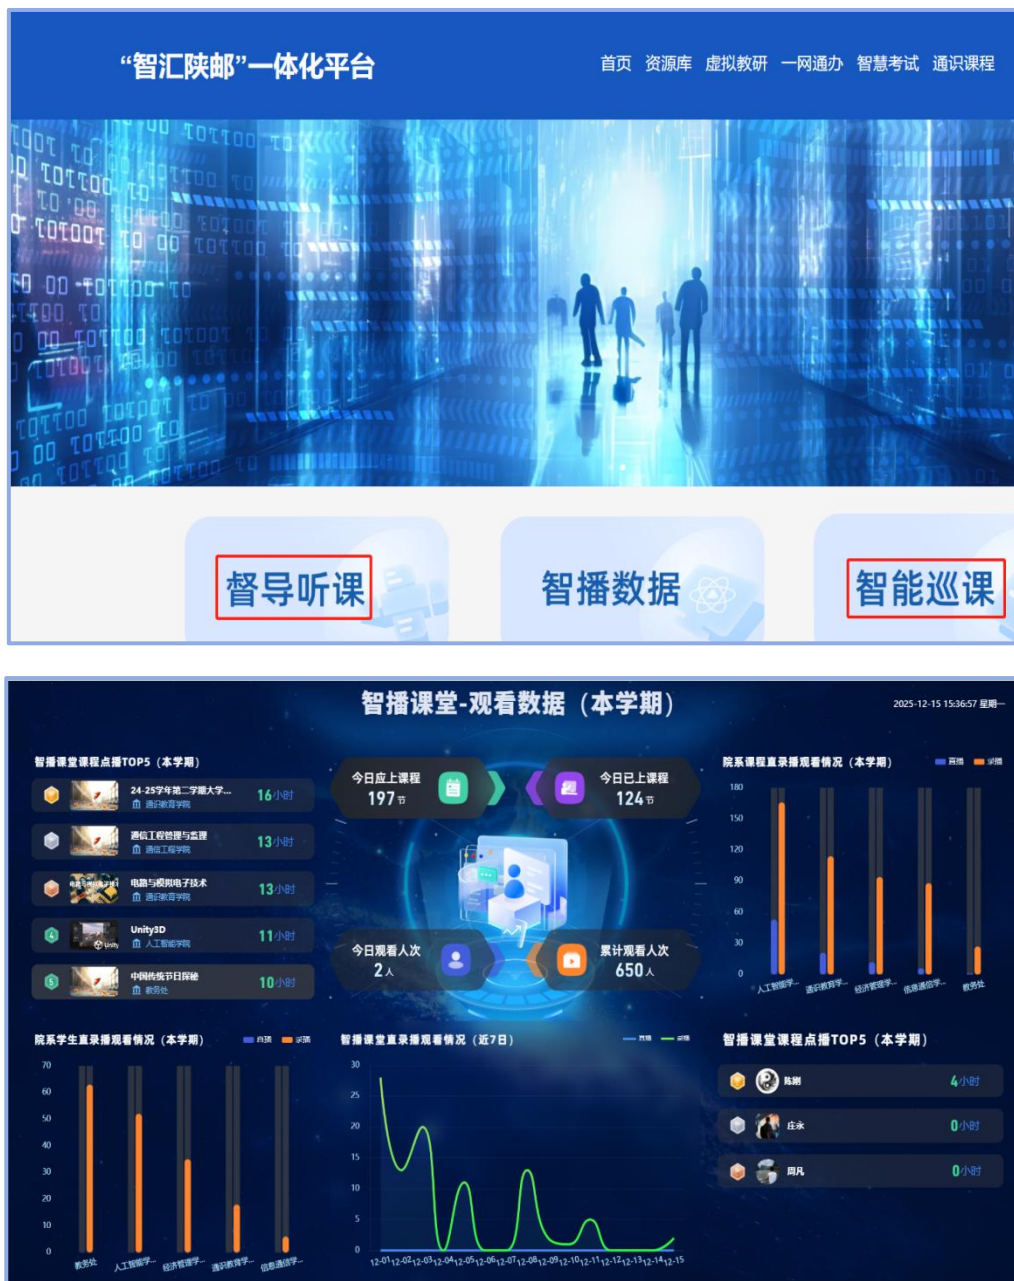 “智汇陕邮”一体化平台
首页 资源库 虚拟教研 一网通办 智慧考试 通识课程
督导听课
智播数据
智能巡课
智播课堂-观看数据（本学期）
2025-12-15 15:36:57 星期一
智播课堂课程点播TOP5（本学期）
24-25学年第二学期大学...
通识教育学院
16小时
通信工程管理与监理
通信工程学院
13小时
电路与模拟电子技术
通识教育学院
13小时
Unity3D
人工智能学院
11小时
中国传统节日探秘
教务处
10小时
今日应上课程
197节
今日已上课程
124节
今日观看人次
2人
累计观看人次
650人
院系课程直录播观看情况（本学期）
直播 录播
180
150
120
90
60
30
0
人工智能学... 通识教育学... 经济管理学... 信息通信学... 教务处
院系学生直录播观看情况（本学期）
直播 录播
70
60
50
40
30
20
10
0
教务处 人工智能学... 经济管理学... 通识教育学... 信息通信学...
智播课堂直录播观看情况（近7日）
直播 录播
30
25
20
15
10
5
0
12-01 12-02 12-03 12-04 12-05 12-06 12-07 12-08 12-09 12-10 12-11 12-12 12-13 12-14 12-15
智播课堂课程点播TOP5（本学期）
陈刚
4小时
庄永
0小时
周凡
0小时